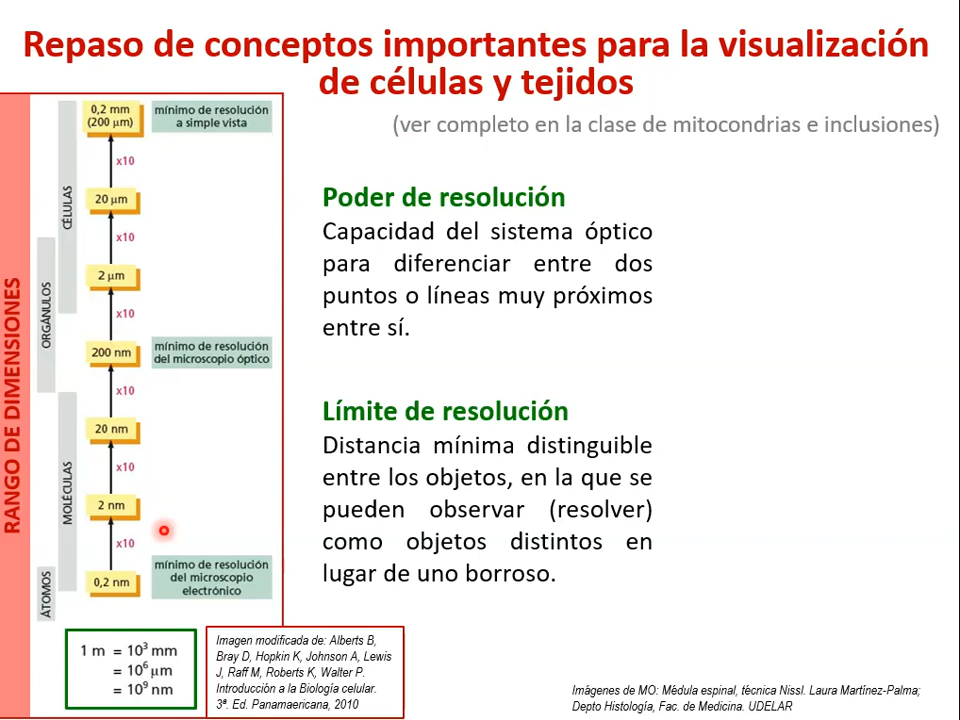 Repaso de conceptos importantes para la visualización
de células y tejidos
(ver completo en la clase de mitocondrias e inclusiones)
RANGO DE DIMENSIONES
CÉLULAS
ORGÁNULOS
MOLÉCULAS
ÁTOMOS
0,2 mm
(200 µm)
mínimo de resolución
a simple vista
x10
20 µm
x10
2 µm
x10
200 nm
mínimo de resolución
del microscopio óptico
x10
20 nm
x10
2 nm
x10
0,2 nm
mínimo de resolución
del microscopio
electrónico
Poder de resolución
Capacidad del sistema óptico
para diferenciar entre dos
puntos o líneas muy próximos
entre sí.
Límite de resolución
Distancia mínima distinguible
entre los objetos, en la que se
pueden observar (resolver)
como objetos distintos en
lugar de uno borroso.
1 m = 10³ mm
= 10⁶ µm
= 10⁹ nm
Imagen modificada de: Alberts B,
Bray D, Hopkin K, Johnson A, Lewis
J, Raff M, Roberts K, Walter P.
Introducción a la Biología celular.
3ª. Ed. Panamaericana, 2010
Imágenes de MO: Médula espinal, técnica Nissl. Laura Martínez-Palma;
Depto Histología, Fac. de Medicina. UDELAR